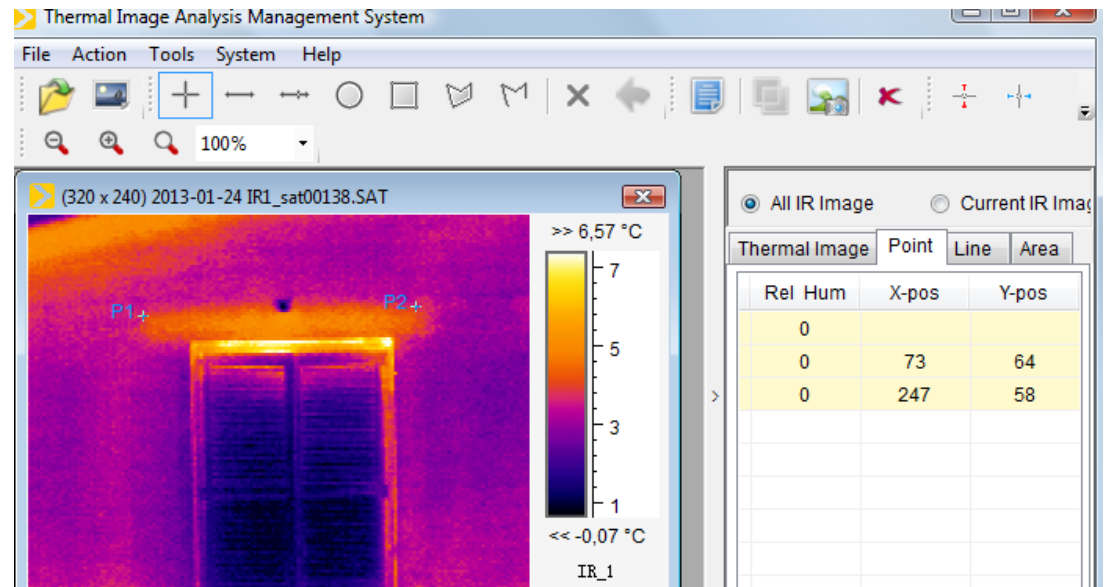 Thermal Image Analysis Management System
File Action Tools System Help
100%
(320 x 240) 2013-01-24 IR1_sat00138.SAT
>> 6,57 °C
7
5
3
1
<< -0,07 °C
IR_1
P1
P2
All IR Image Current IR Imag
Thermal Image Point Line Area
Rel Hum X-pos Y-pos
0
0 73 64
0 247 58